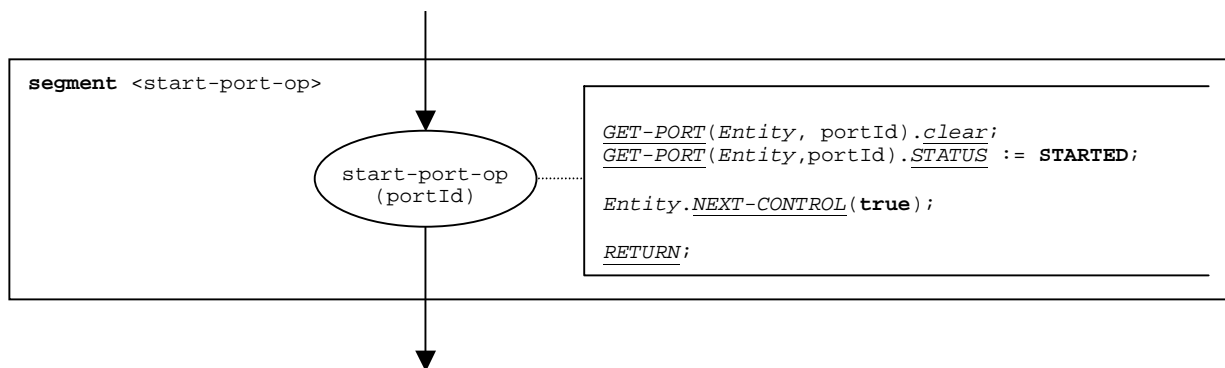 segment <start-port-op>
start-port-op
(portId)
GET-PORT(Entity, portId).clear;
GET-PORT(Entity,portId).STATUS := STARTED;
Entity.NEXT-CONTROL(true);
RETURN;